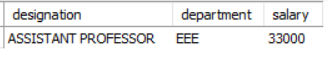 designation department salary
ASSISTANT PROFESSOR EEE 33000